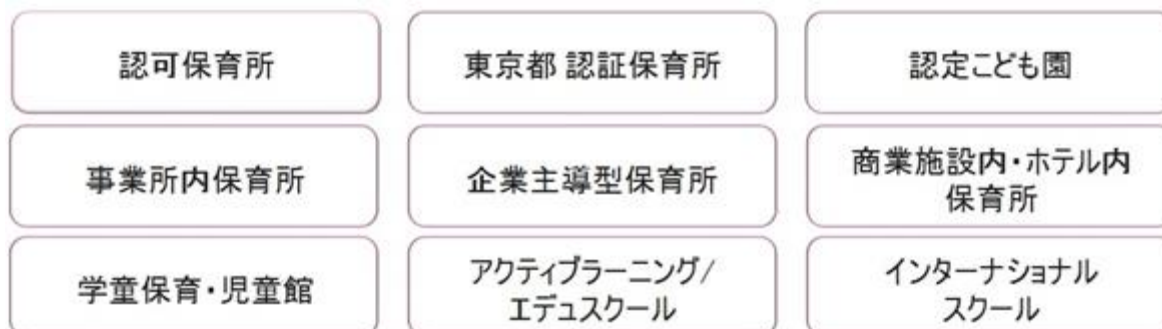 認可保育所
東京都 認証保育所
認定こども園
事業所内保育所
企業主導型保育所
商業施設内・ホテル内
保育所
学童保育・児童館
アクティブラーニング/
エデュスクール
インターナショナル
スクール